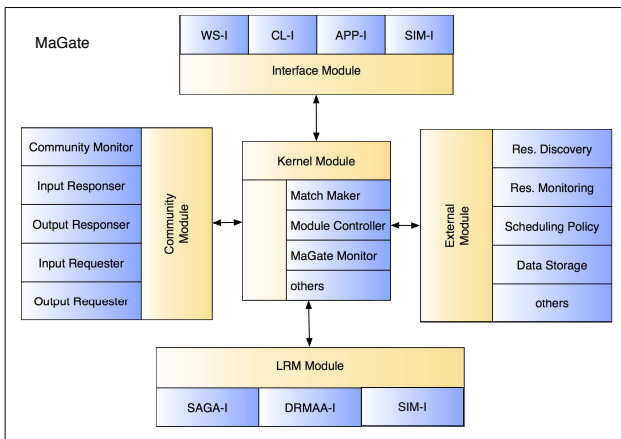 MaGate
WS-I
CL-I
APP-I
SIM-I
Interface Module
Community Monitor
Input Responser
Output Responser
Input Requester
Output Requester
Community
Module
Kernel Module
Match Maker
Module Controller
MaGate Monitor
others
External
Module
Res. Discovery
Res. Monitoring
Scheduling Policy
Data Storage
others
LRM Module
SAGA-I
DRMAA-I
SIM-I